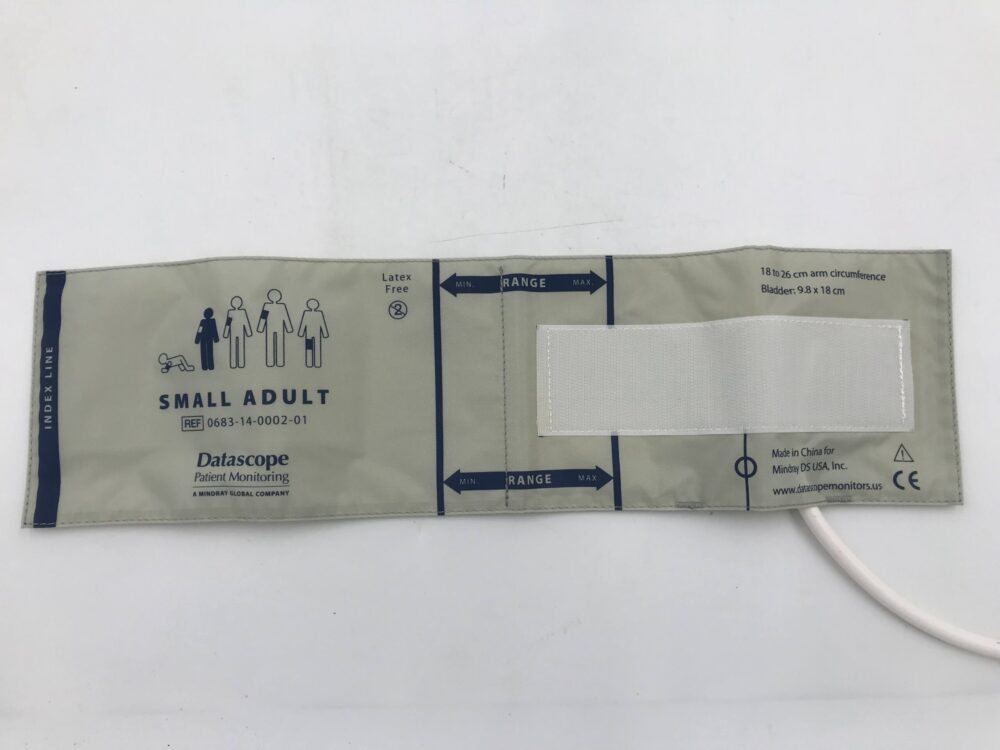 INDEX LINE
Latex
Free
SMALL ADULT
REF 0683-14-0002-01
Datascope
Patient Monitoring
A MINDRAY GLOBAL COMPANY
MIN. RANGE MAX.
MIN. RANGE MAX.
18 to 26 cm arm circumference
Bladder: 9.8 x 18 cm
Made in China for
Mindray DS USA, Inc.
www.datascopemonitors.us
CE